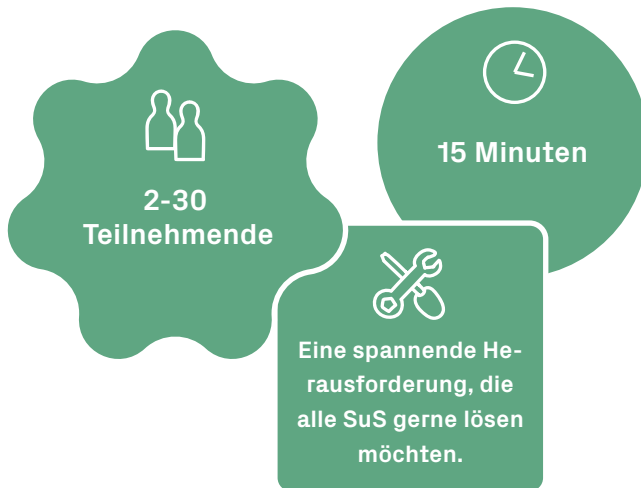 2-30
Teilnehmende
15 Minuten
Eine spannende He-
rausforderung, die
alle SuS gerne lösen
möchten.